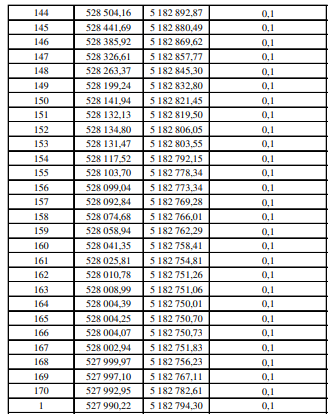 144 528 504,16 5 182 892,87 0,1
145 528 441,69 5 182 880,49 0,1
146 528 385,92 5 182 869,62 0,1
147 528 326,61 5 182 857,77 0,1
148 528 263,37 5 182 845,30 0,1
149 528 199,24 5 182 832,80 0,1
150 528 141,94 5 182 821,45 0,1
151 528 132,13 5 182 819,50 0,1
152 528 134,80 5 182 806,05 0,1
153 528 131,47 5 182 803,55 0,1
154 528 117,52 5 182 792,15 0,1
155 528 103,70 5 182 778,34 0,1
156 528 099,04 5 182 773,34 0,1
157 528 092,84 5 182 769,28 0,1
158 528 074,68 5 182 766,01 0,1
159 528 058,94 5 182 762,29 0,1
160 528 041,35 5 182 758,41 0,1
161 528 025,81 5 182 754,81 0,1
162 528 010,78 5 182 751,26 0,1
163 528 008,99 5 182 751,06 0,1
164 528 004,39 5 182 750,01 0,1
165 528 004,25 5 182 750,70 0,1
166 528 004,07 5 182 750,73 0,1
167 528 002,94 5 182 751,83 0,1
168 527 999,97 5 182 756,23 0,1
169 527 997,10 5 182 767,11 0,1
170 527 992,95 5 182 782,61 0,1
1 527 990,22 5 182 794,30 0,1